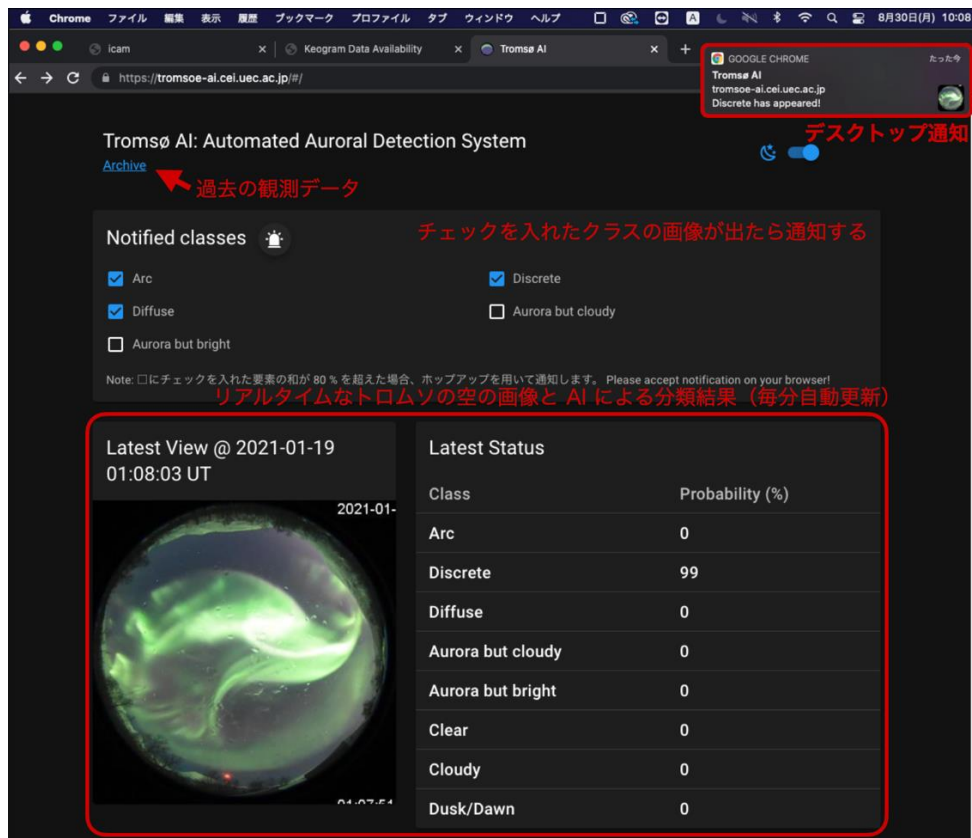 Chrome ファイル 編集 表示 履歴 ブックマーク プロファイル タブ ウィンドウ ヘルプ A 8月30日(月) 10:08
icam × Keogram Data Availability × Tromsø AI × +
https://tromsoe-ai.cei.uec.ac.jp/#/
GOOGLE CHROME たった今
Tromsø AI
tromsoe-ai.cei.uec.ac.jp
Discrete has appeared!
デスクトップ通知
Tromsø AI: Automated Auroral Detection System
Archive
過去の観測データ
Notified classes
チェックを入れたクラスの画像が出たら通知する
Arc Discrete
Diffuse Aurora but cloudy
Aurora but bright
Note: □にチェックを入れた要素の和が 80 % を超えた場合、ホップアップを用いて通知します。 Please accept notification on your browser!
リアルタイムなトロムソの空の画像と AI による分類結果（毎分自動更新）
Latest View @ 2021-01-19
01:08:03 UT
2021-01-
01:07:51
Latest Status
Class Probability (%)
Arc 0
Discrete 99
Diffuse 0
Aurora but cloudy 0
Aurora but bright 0
Clear 0
Cloudy 0
Dusk/Dawn 0